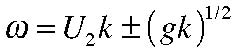 ω = U₂k ± (gk)^{1/2}